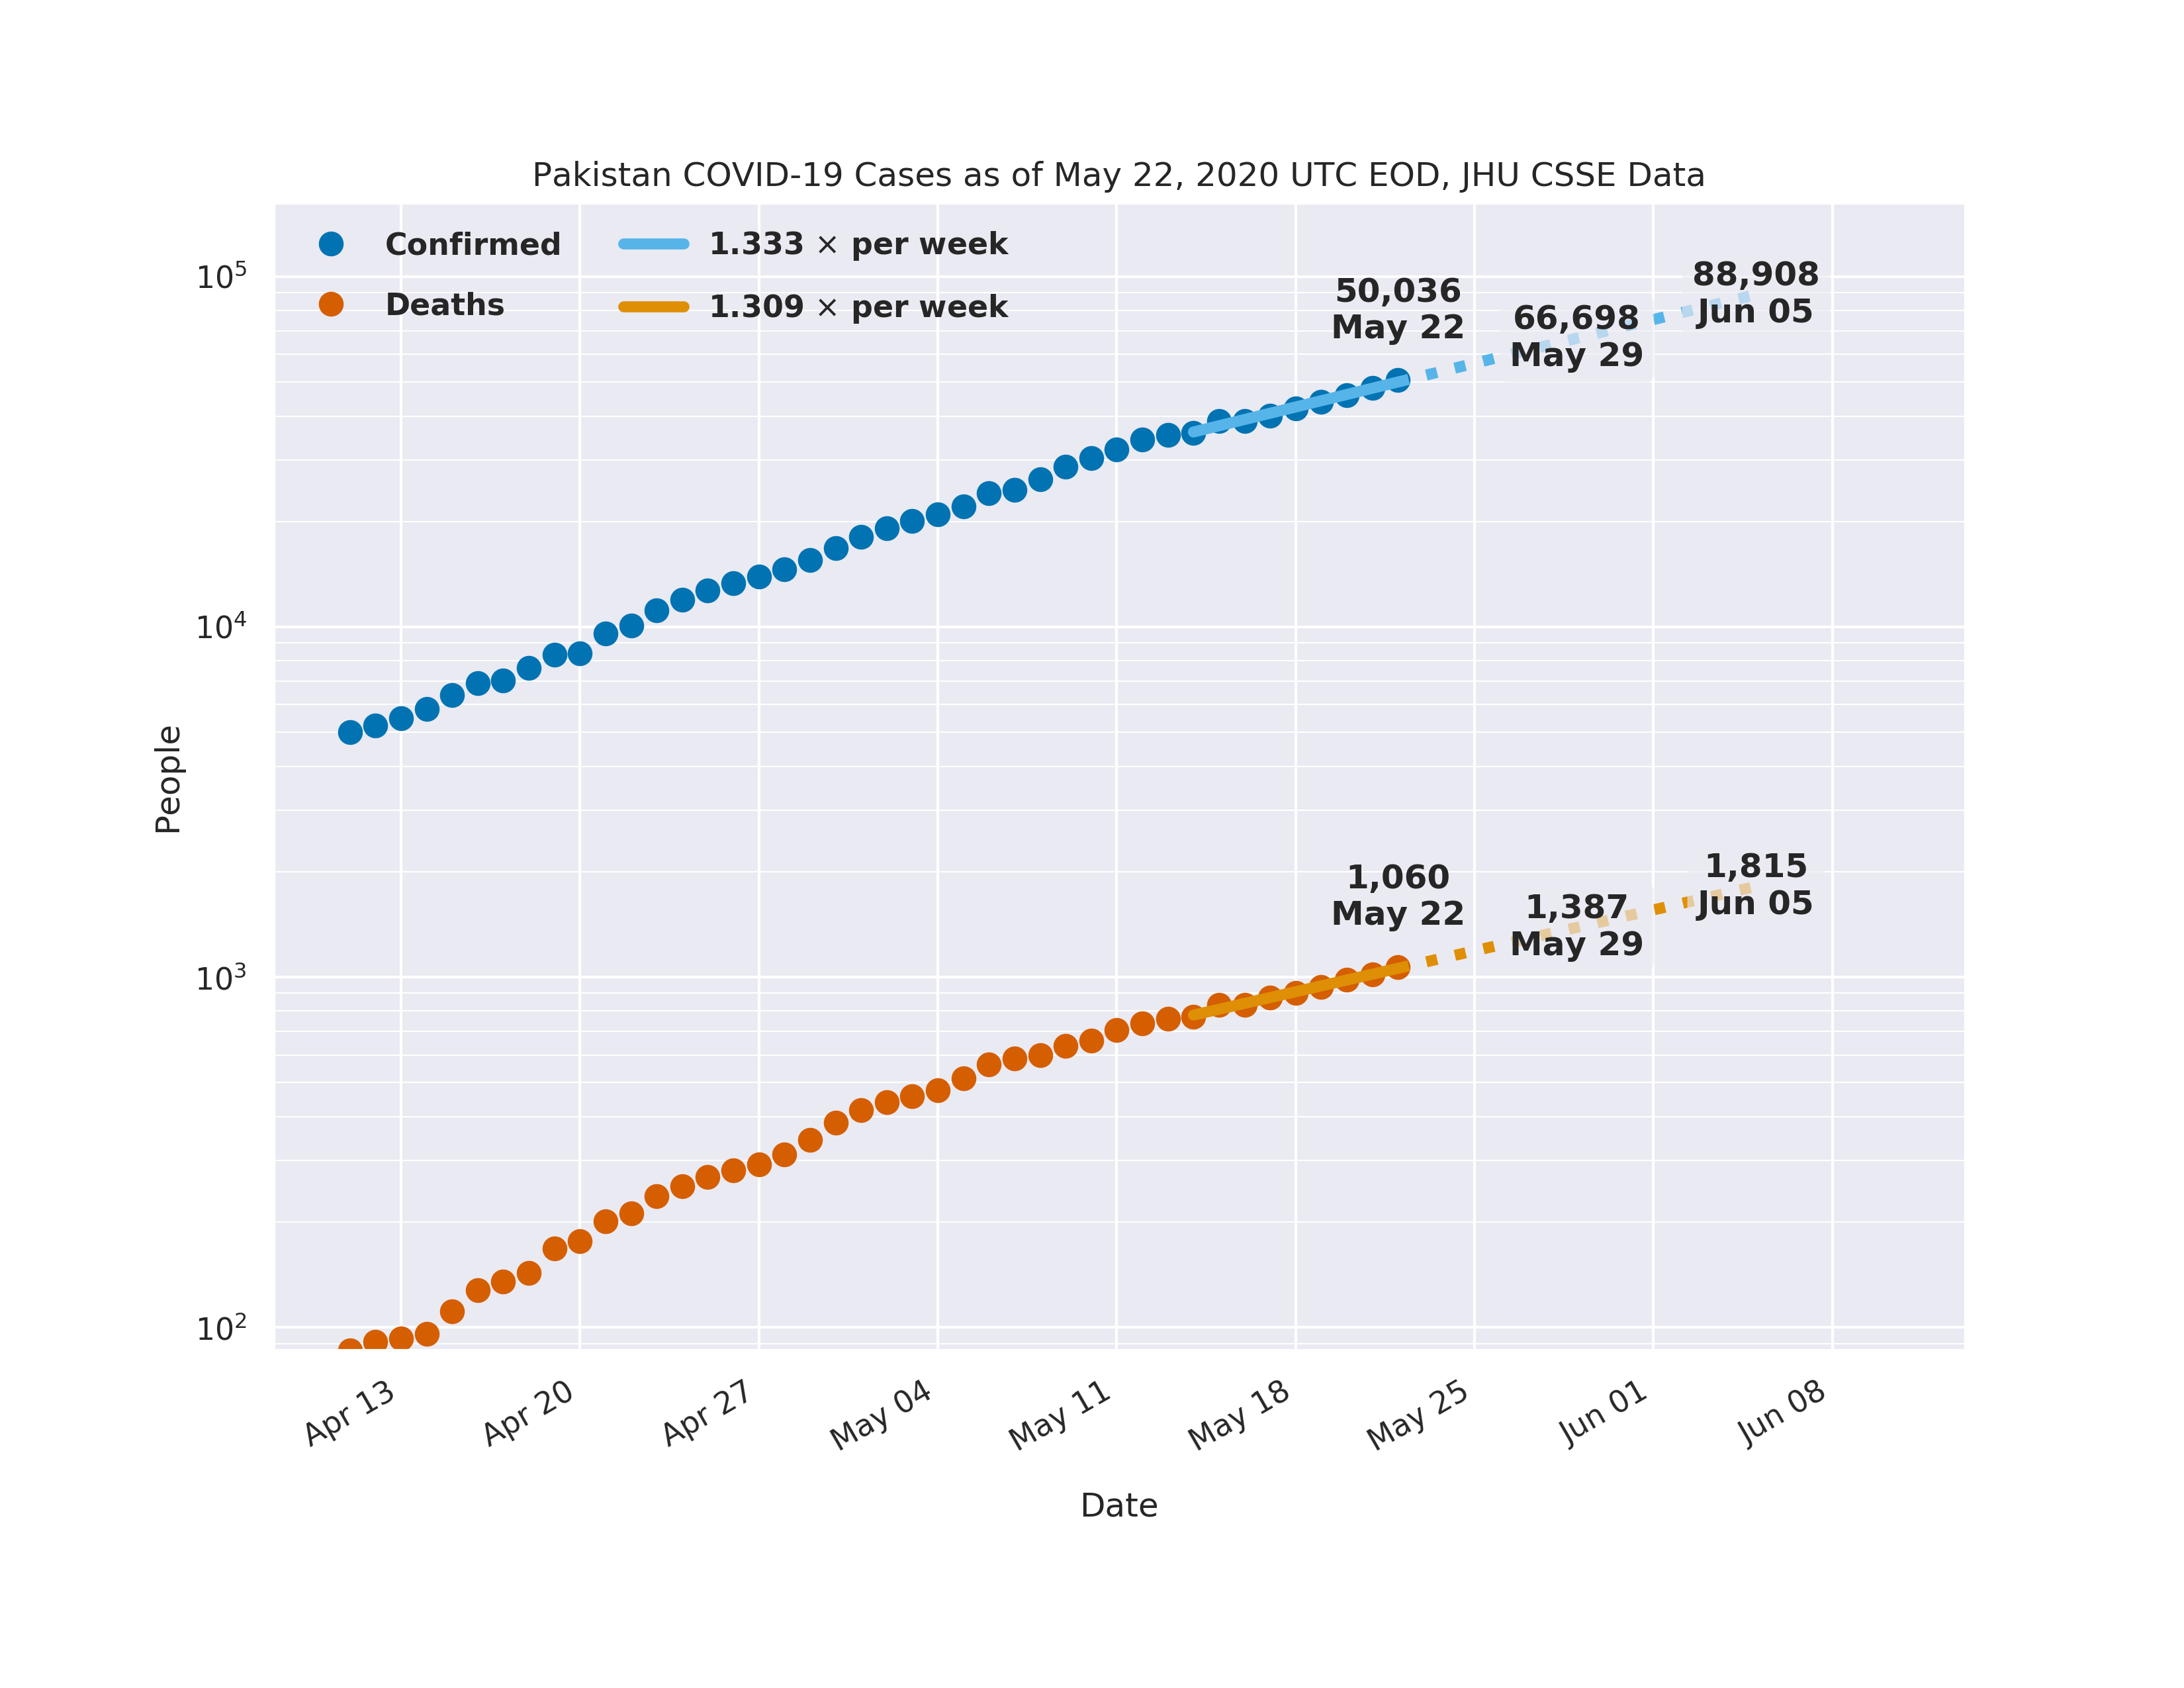 Pakistan COVID-19 Cases as of May 22, 2020 UTC EOD, JHU CSSE Data
Confirmed
Deaths
1.333 × per week
1.309 × per week
50,036
May 22
66,698
May 29
88,908
Jun 05
1,060
May 22
1,387
May 29
1,815
Jun 05
10⁵
10⁴
10³
10²
People
Apr 13
Apr 20
Apr 27
May 04
May 11
May 18
May 25
Jun 01
Jun 08
Date